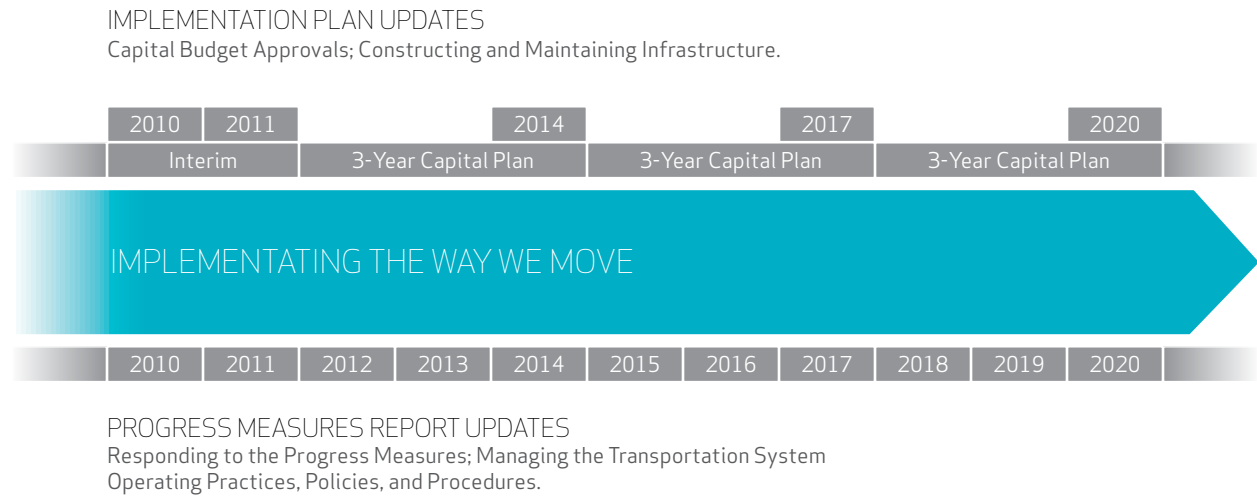 IMPLEMENTATION PLAN UPDATES
Capital Budget Approvals; Constructing and Maintaining Infrastructure.
2010 2011 2014 2017 2020
Interim 3-Year Capital Plan 3-Year Capital Plan 3-Year Capital Plan
IMPLEMENTATING THE WAY WE MOVE
2010 2011 2012 2013 2014 2015 2016 2017 2018 2019 2020
PROGRESS MEASURES REPORT UPDATES
Responding to the Progress Measures; Managing the Transportation System
Operating Practices, Policies, and Procedures.